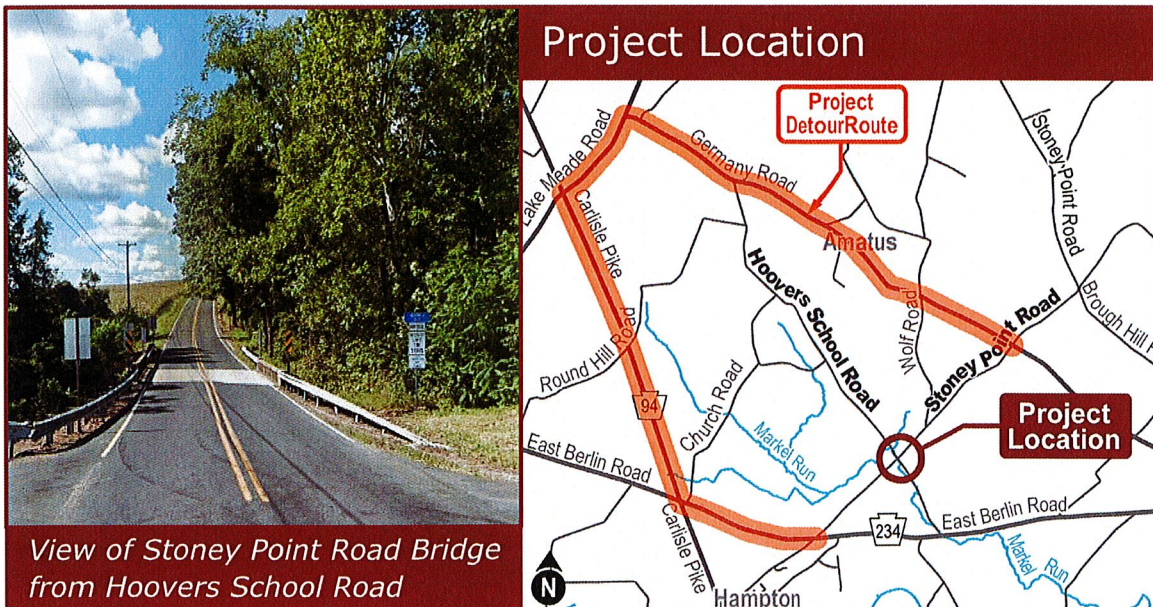 Project Location
Project
DetourRoute
Lake Meade Road
Germany Road
Stoney Point Road
Carlisle Pike
Amatus
Hoovers School Road
Wolf Road
Stoney Point Road
Round Hill Road
94
Church Road
Project
Location
East Berlin Road
Markel Run
Carlisle Pike
234
East Berlin Road
Markel Run
Hampton
N
View of Stoney Point Road Bridge
from Hoovers School Road